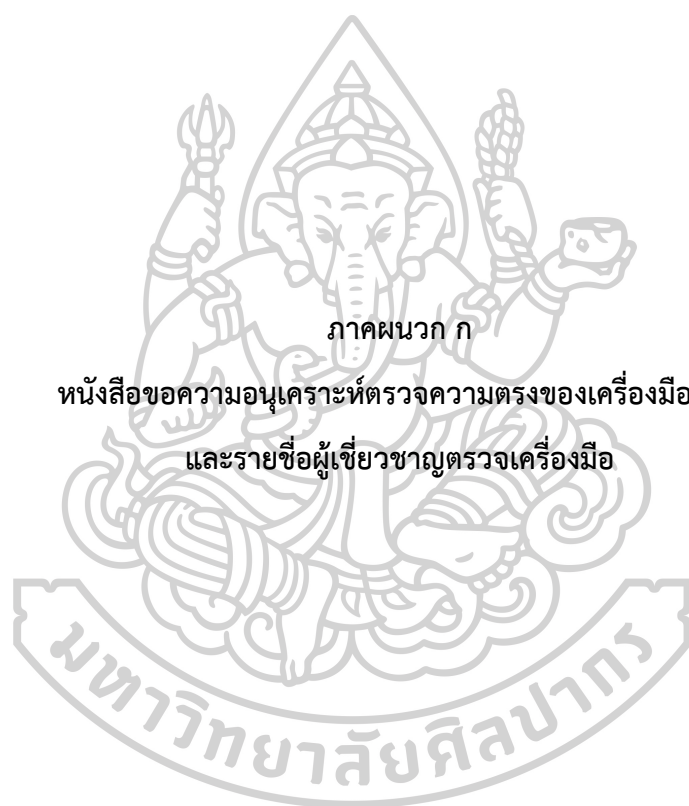 ภาคผนวก ก
หนังสือขอความอนุเคราะห์ตรวจความตรงของเครื่องมือ
และรายชื่อผู้เชี่ยวชาญตรวจเครื่องมือ
มหาวิทยาลัยศิลปากร